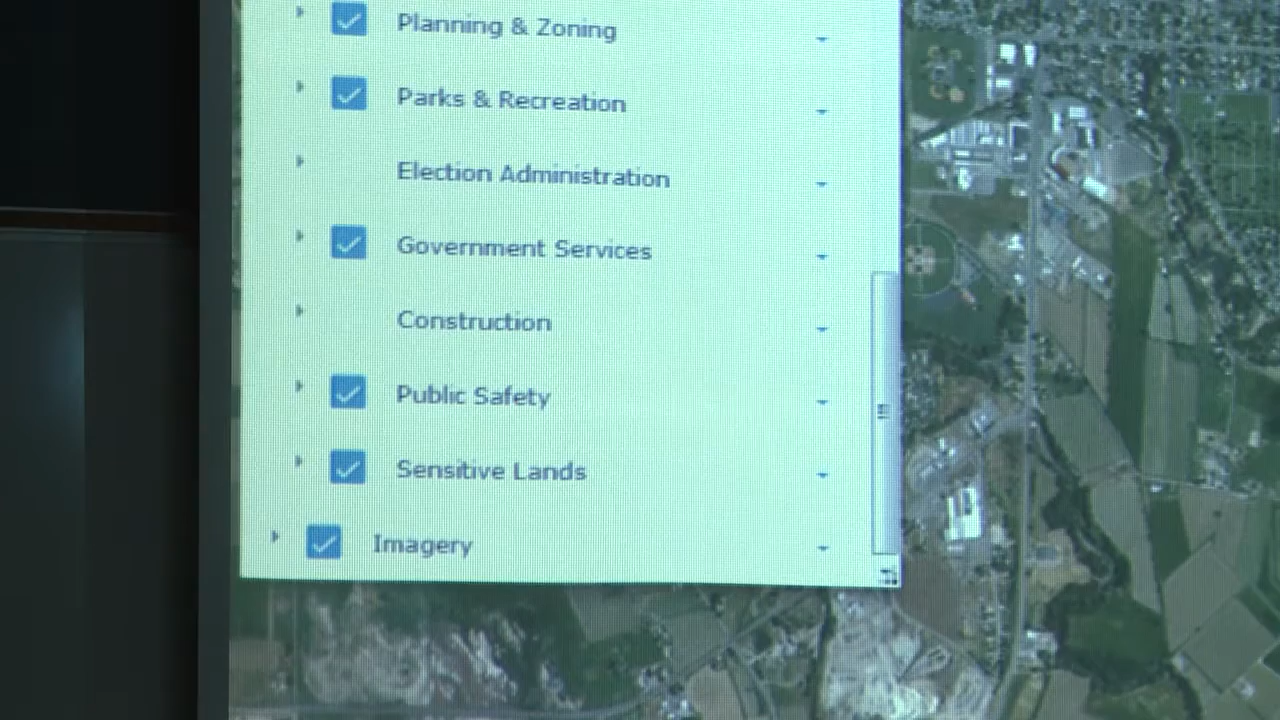 Planning & Zoning
Parks & Recreation
Election Administration
Government Services
Construction
Public Safety
Sensitive Lands
Imagery